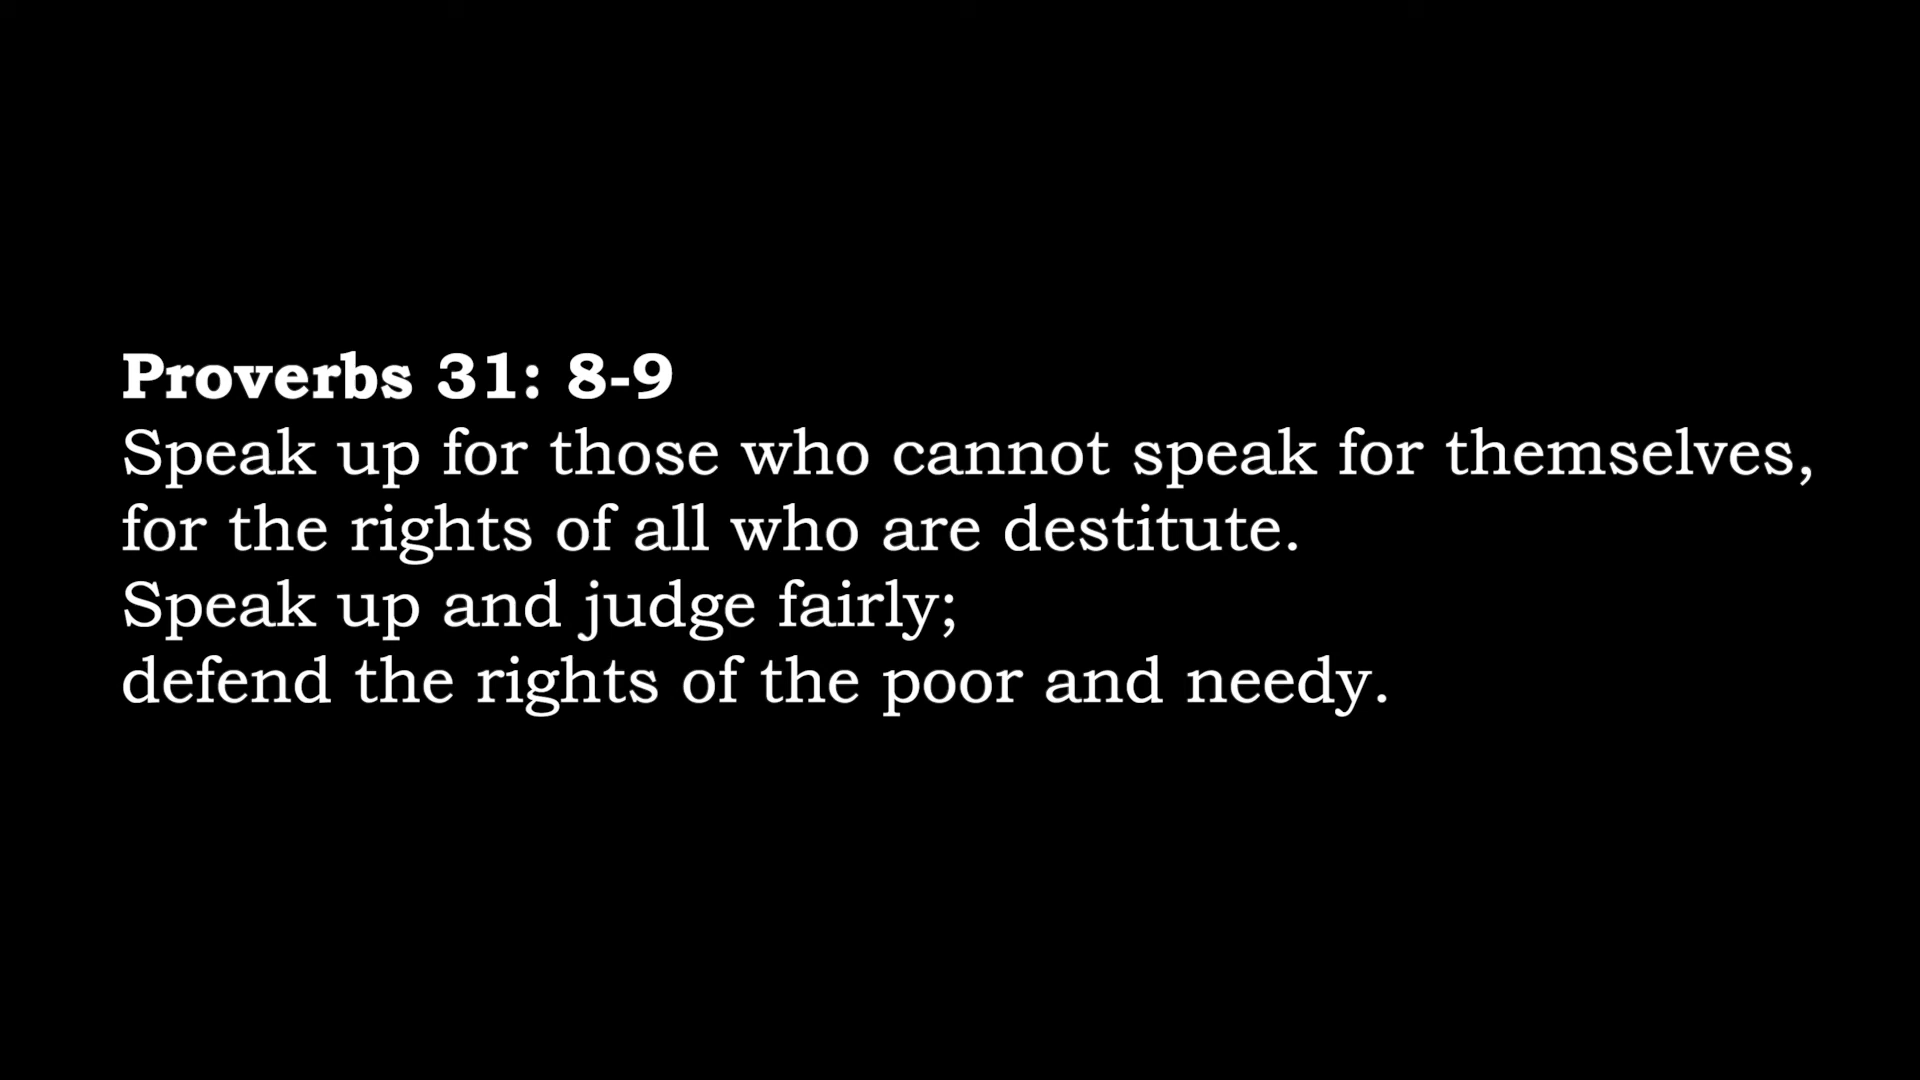 Proverbs 31: 8-9
Speak up for those who cannot speak for themselves,
for the rights of all who are destitute.
Speak up and judge fairly;
defend the rights of the poor and needy.